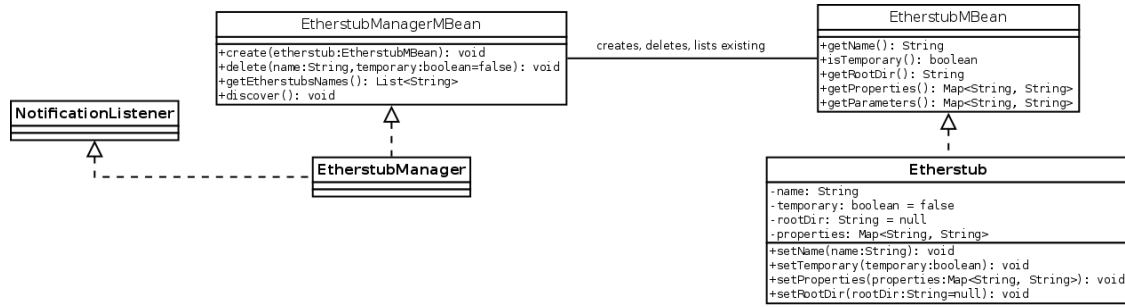 EtherstubManagerMBean
+create(etherstub:EtherstubMBean): void
+delete(name:String,temporary:boolean=false): void
+getEtherstubsNames(): List<String>
+discover(): void
creates, deletes, lists existing
EtherstubMBean
+getName(): String
+isTemporary(): boolean
+getRootDir(): String
+getProperties(): Map<String, String>
+getParameters(): Map<String, String>
NotificationListener
EtherstubManager
Etherstub
-name: String
-temporary: boolean = false
-rootDir: String = null
-properties: Map<String, String>
+setName(name:String): void
+setTemporary(temporary:boolean): void
+setProperties(properties:Map<String, String>): void
+setRootDir(rootDir:String=null): void